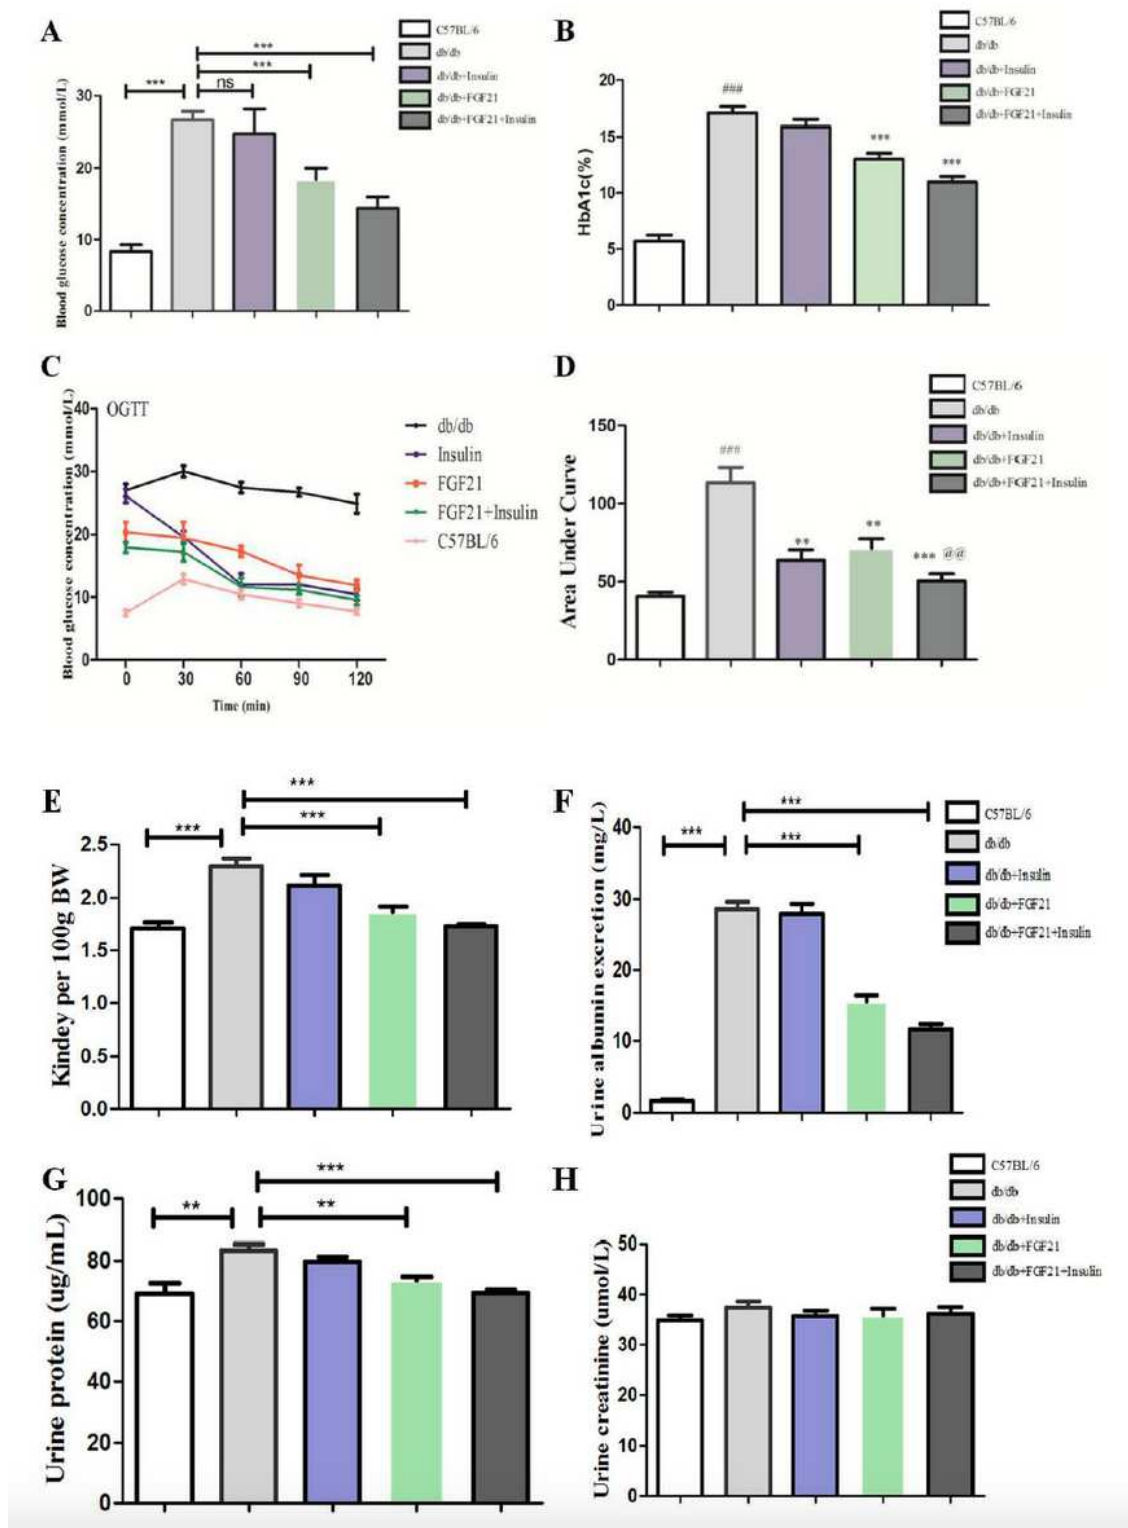 A
C57BL/6
db/db
db/db+Insulin
db/db+FGF21
db/db+FGF21+Insulin
***
***
***
ns
Blood glucose concentration (mmol/L)
30
20
10
0
B
C57BL/6
db/db
db/db+Insulin
db/db+FGF21
db/db+FGF21+Insulin
###
***
***
HbA1c(%)
20
15
10
5
0
C
OGTT
Blood glucose concentration (mmol/L)
40
30
20
10
0
0 30 60 90 120
Time (min)
db/db
Insulin
FGF21
FGF21+Insulin
C57BL/6
D
C57BL/6
db/db
db/db+Insulin
db/db+FGF21
db/db+FGF21+Insulin
###
**
**
*** @@
Area Under Curve
150
100
50
0
E
***
***
***
Kindey per 100g BW
2.5
2.0
1.5
1.0
0.5
0.0
F
***
***
***
C57BL/6
db/db
db/db+Insulin
db/db+FGF21
db/db+FGF21+Insulin
Urine albumin excretion (mg/L)
40
30
20
10
0
G
***
**
**
Urine protein (ug/mL)
100
80
60
40
20
0
H
C57BL/6
db/db
db/db+Insulin
db/db+FGF21
db/db+FGF21+Insulin
Urine creatinine (umol/L)
50
40
30
20
10
0